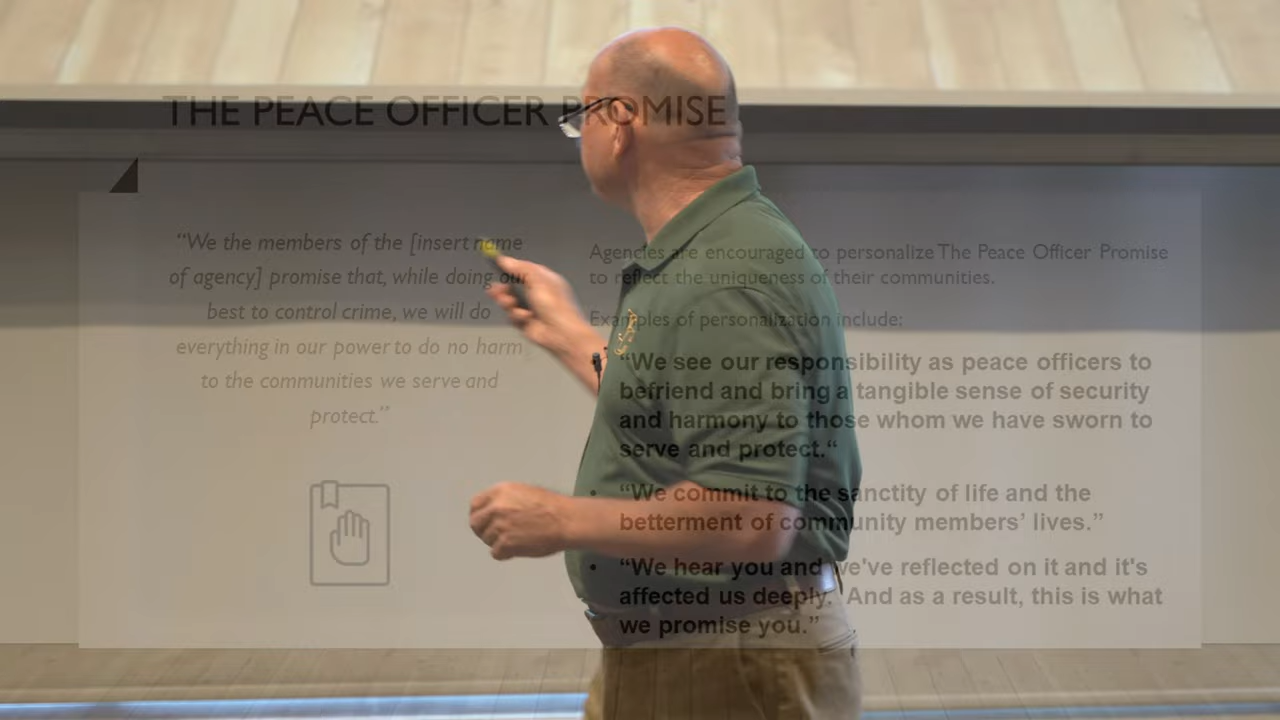 THE PEACE OFFICER PROMISE
“We the members of the [insert name
of agency] promise that, while doing our
best to control crime, we will do
everything in our power to do no harm
to the communities we serve and
protect.”
Agencies are encouraged to personalize The Peace Officer Promise
to reflect the uniqueness of their communities.
Examples of personalization include:
“We see our responsibility as peace officers to
befriend and bring a tangible sense of security
and harmony to those whom we have sworn to
serve and protect.“
• “We commit to the sanctity of life and the
betterment of community members’ lives.”
• “We hear you and we've reflected on it and it's
affected us deeply. And as a result, this is what
we promise you.”